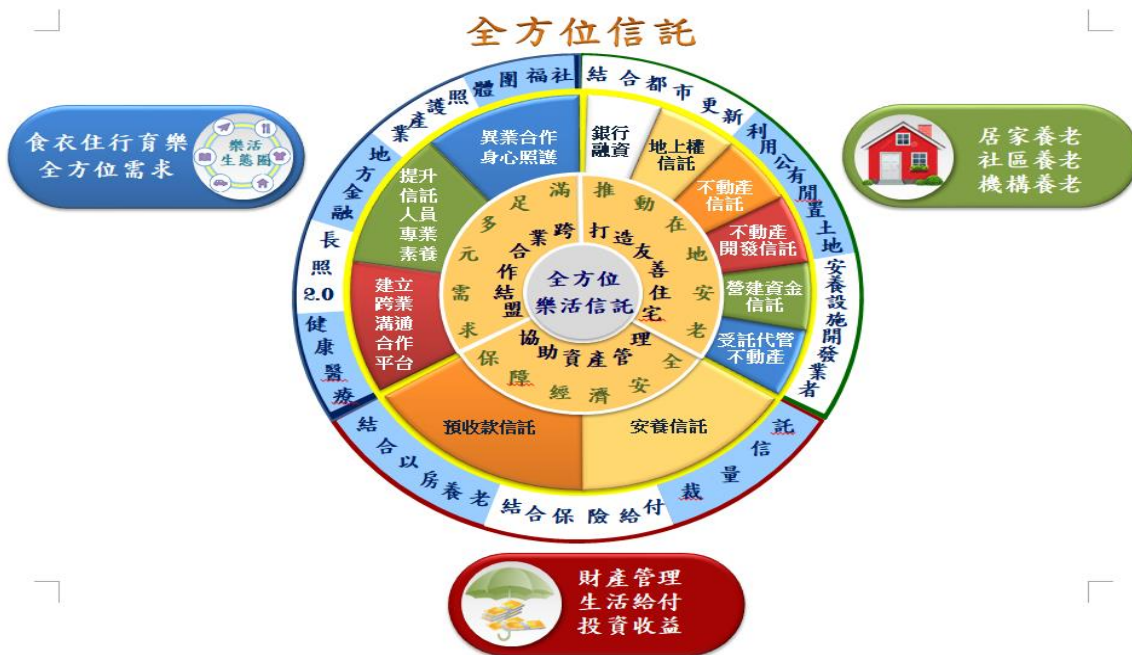 全方位信託
食衣住行育樂
全方位需求
樂活
生態圈
居家養老
社區養老
機構養老
結合都市更新
利用公有閒置土地
安養設施開發業者
裁量信託
結合保險給付
結合以房養老
健康醫療
長照
2.0
地方金融
照護產業
社福團體
銀行
融資
地上權
信託
不動產
信託
不動產
開發信託
營建資金
信託
受託代管
不動產
安養信託
預收款信託
建立
跨業
溝通
合作
平台
提升
信託
人員
專業
素養
異業合作
身心照護
推動在地安老
保障經濟安全
滿足多元需求
打造友善住宅
協助資產管理
跨業合作結盟
全方位
樂活信託
財產管理
生活給付
投資收益